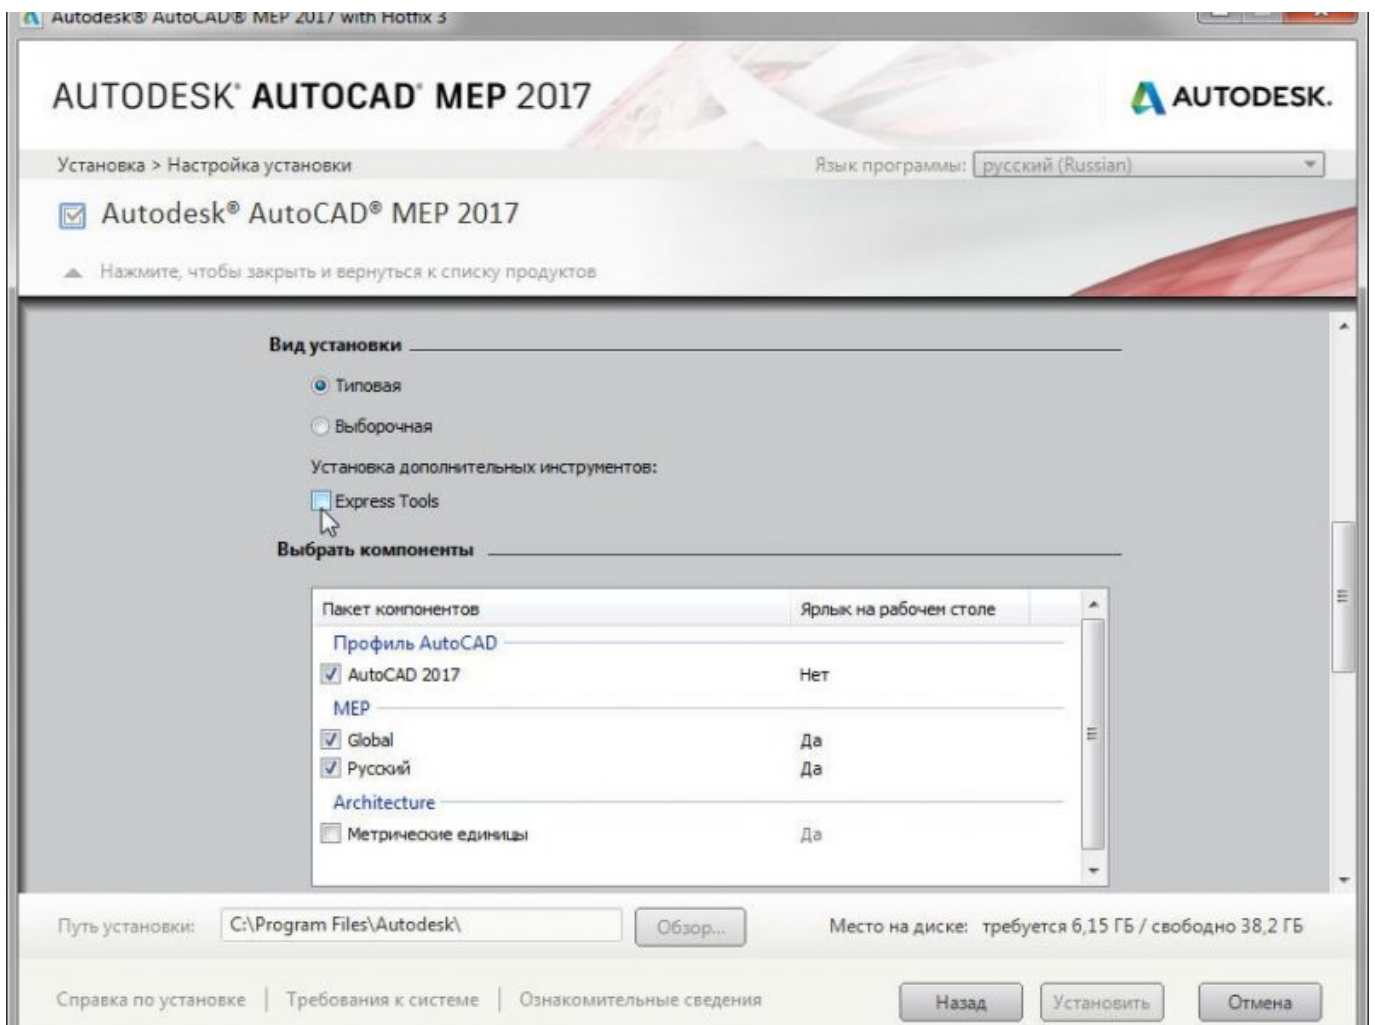 Autodesk® AutoCAD® MEP 2017 with Hotfix 3
AUTODESK® AUTOCAD® MEP 2017
AUTODESK.
Установка > Настройка установки
Язык программы: русский (Russian)
Autodesk® AutoCAD® MEP 2017
Нажмите, чтобы закрыть и вернуться к списку продуктов
Вид установки
Типовая
Выборочная
Установка дополнительных инструментов:
Express Tools
Выбрать компоненты
Пакет компонентов Ярлык на рабочем столе
Профиль AutoCAD
AutoCAD 2017 Нет
MEP
Global Да
Русский Да
Architecture
Метрические единицы Да
Путь установки: C:\Program Files\Autodesk\ Обзор... Место на диске: требуется 6,15 ГБ / свободно 38,2 ГБ
Справка по установке | Требования к системе | Ознакомительные сведения Назад Установить Отмена